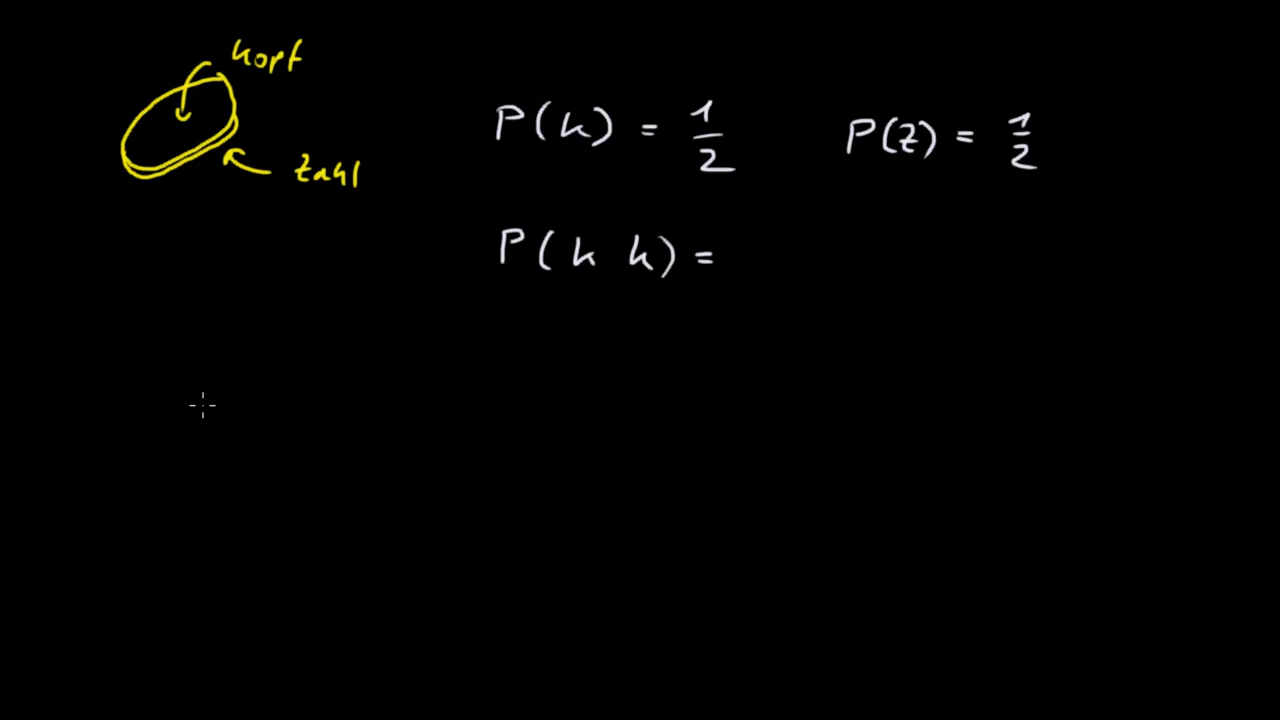 Kopf
Zahl
P(k) = 1/2
P(Z) = 1/2
P(k k) =